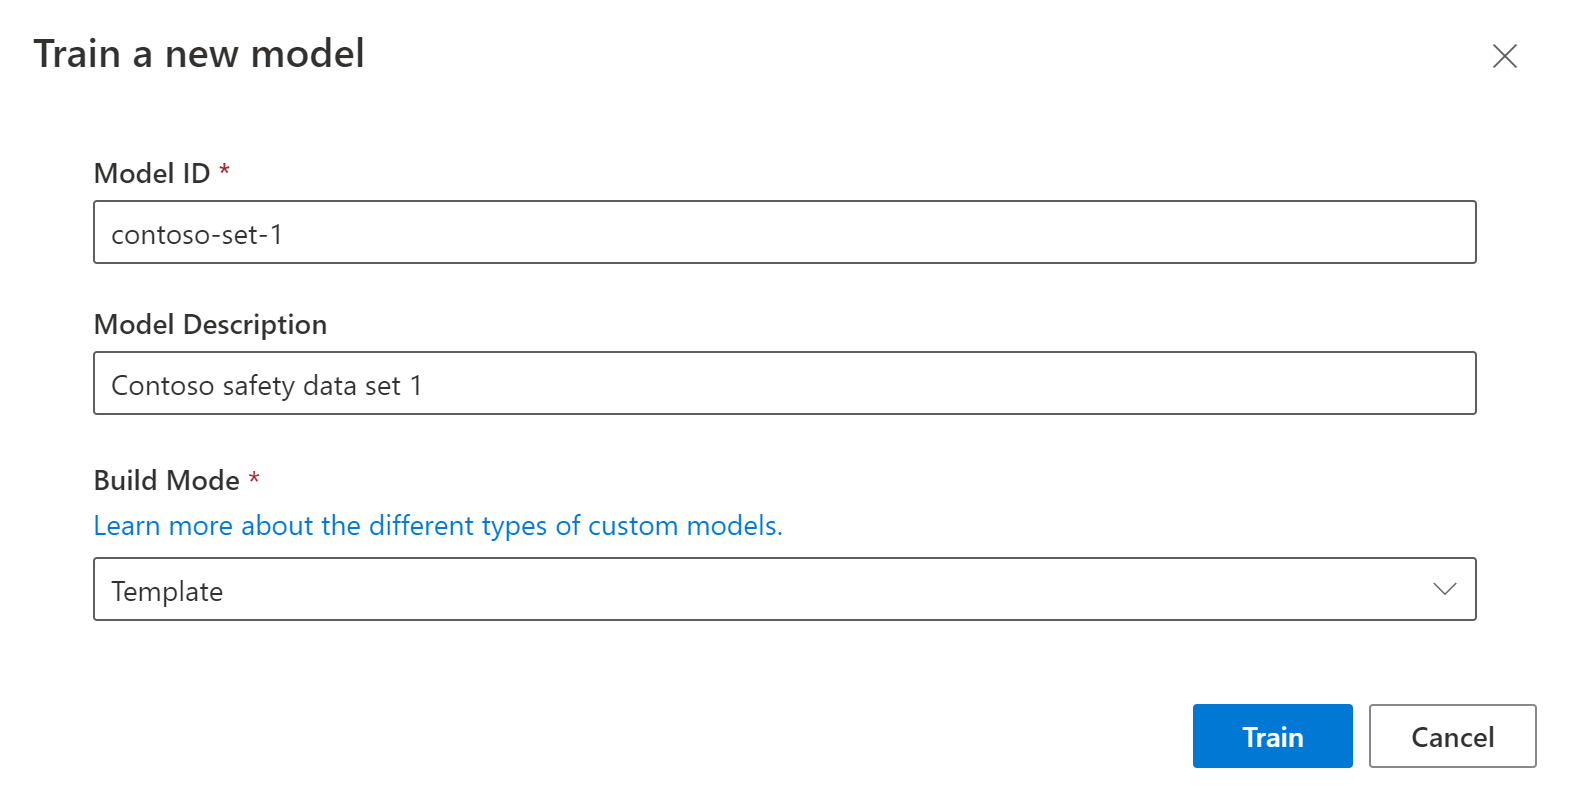 Train a new model
Model ID *
contoso-set-1
Model Description
Contoso safety data set 1
Build Mode *
Learn more about the different types of custom models.
Template
Train
Cancel